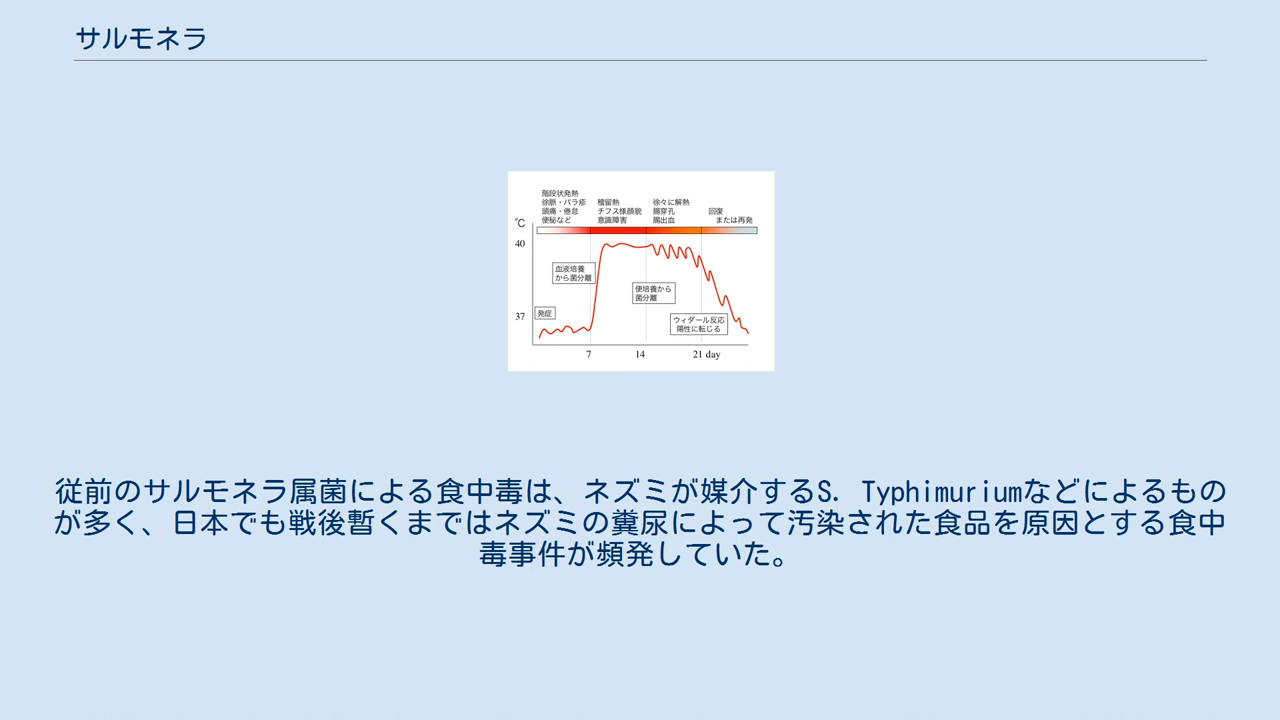 サルモネラ
階段状発熱
徐脈・バラ疹
頭痛・倦怠
便秘など
稽留熱
チフス様顔貌
意識障害
徐々に解熱
腸穿孔
腸出血
回復
または再発
℃
40
37
血液培養
から菌分離
便培養から
菌分離
発症
ウィダール反応
陽性に転じる
7
14
21 day
従前のサルモネラ属菌による食中毒は、ネズミが媒介するS. Typhimuriumなどによるもの
が多く、日本でも戦後暫くまではネズミの糞尿によって汚染された食品を原因とする食中
毒事件が頻発していた。